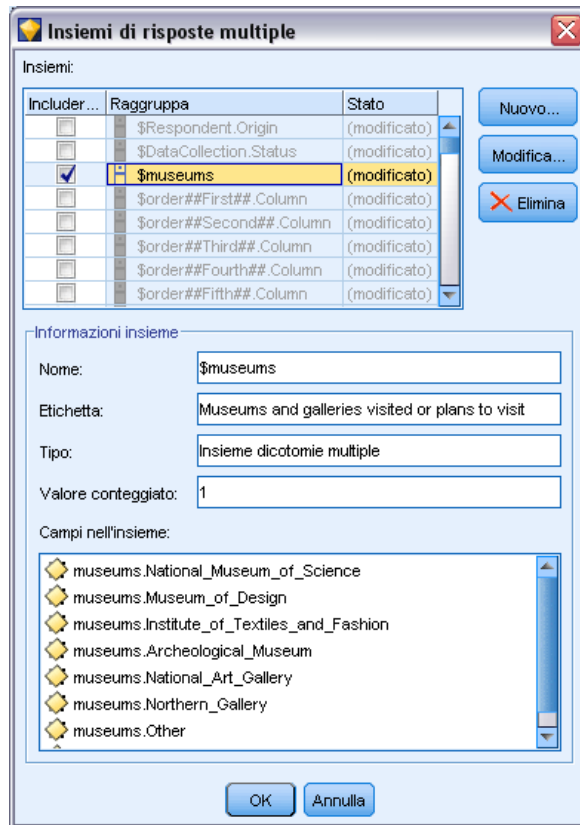 Insiemi di risposte multiple
Insiemi:
Includer... Raggruppa Stato
$Respondent.Origin (modificato)
$DataCollection.Status (modificato)
$museums (modificato)
$order##First##.Column (modificato)
$order##Second##.Column (modificato)
$order##Third##.Column (modificato)
$order##Fourth##.Column (modificato)
$order##Fifth##.Column (modificato)
Nuovo...
Modifica...
Elimina
Informazioni insieme
Nome: $museums
Etichetta: Museums and galleries visited or plans to visit
Tipo: Insieme dicotomie multiple
Valore conteggiato: 1
Campi nell'insieme:
museums.National_Museum_of_Science
museums.Museum_of_Design
museums.Institute_of_Textiles_and_Fashion
museums.Archeological_Museum
museums.National_Art_Gallery
museums.Northern_Gallery
museums.Other
OK Annulla